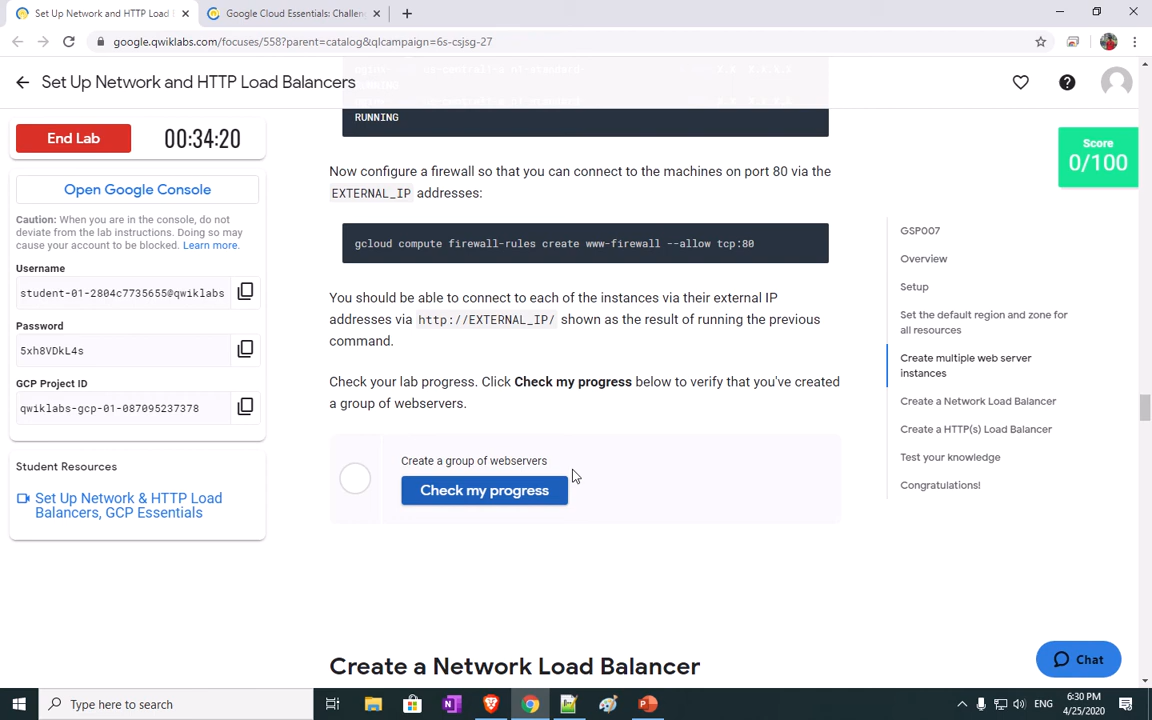 Set Up Network and HTTP Load
Google Cloud Essentials: Challen
google.qwiklabs.com/focuses/558?parent=catalog&qlcampaign=6s-csjsg-27
Set Up Network and HTTP Load Balancers
End Lab
00:34:20
Open Google Console
Caution: When you are in the console, do not
deviate from the lab instructions. Doing so may
cause your account to be blocked. Learn more.
Username
student-01-2804c7735655@qwiklabs
Password
5xh8VDkL4s
GCP Project ID
qwiklabs-gcp-01-087095237378
Student Resources
Set Up Network & HTTP Load
Balancers, GCP Essentials
RUNNING
Now configure a firewall so that you can connect to the machines on port 80 via the
EXTERNAL_IP addresses:
gcloud compute firewall-rules create www-firewall --allow tcp:80
You should be able to connect to each of the instances via their external IP
addresses via http://EXTERNAL_IP/ shown as the result of running the previous
command.
Check your lab progress. Click Check my progress below to verify that you've created
a group of webservers.
Create a group of webservers
Check my progress
Create a Network Load Balancer
Score
0/100
GSP007
Overview
Setup
Set the default region and zone for
all resources
Create multiple web server
instances
Create a Network Load Balancer
Create a HTTP(s) Load Balancer
Test your knowledge
Congratulations!
Chat
Type here to search
ENG
6:30 PM
4/25/2020